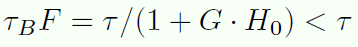 τ_B F = τ/(1 + G · H_0) < τ